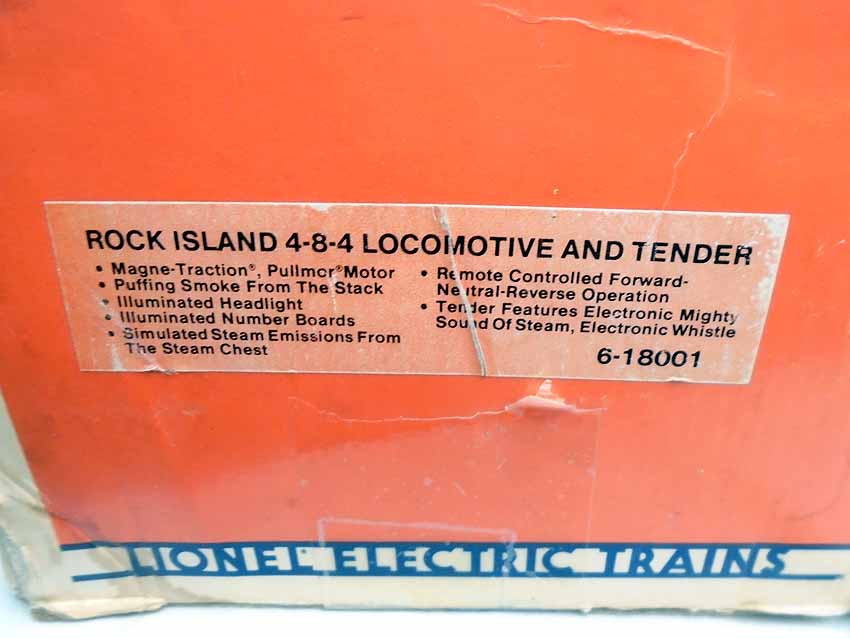 ROCK ISLAND 4-8-4 LOCOMOTIVE AND TENDER
• Magne-Traction®, Pullmor®Motor
• Puffing Smoke From The Stack
• Illuminated Headlight
• Illuminated Number Boards
• Simulated Steam Emissions From
The Steam Chest
• Remote Controlled Forward-
Neutral-Reverse Operation
• Tender Features Electronic Mighty
Sound Of Steam, Electronic Whistle
6-18001
LIONEL ELECTRIC TRAINS